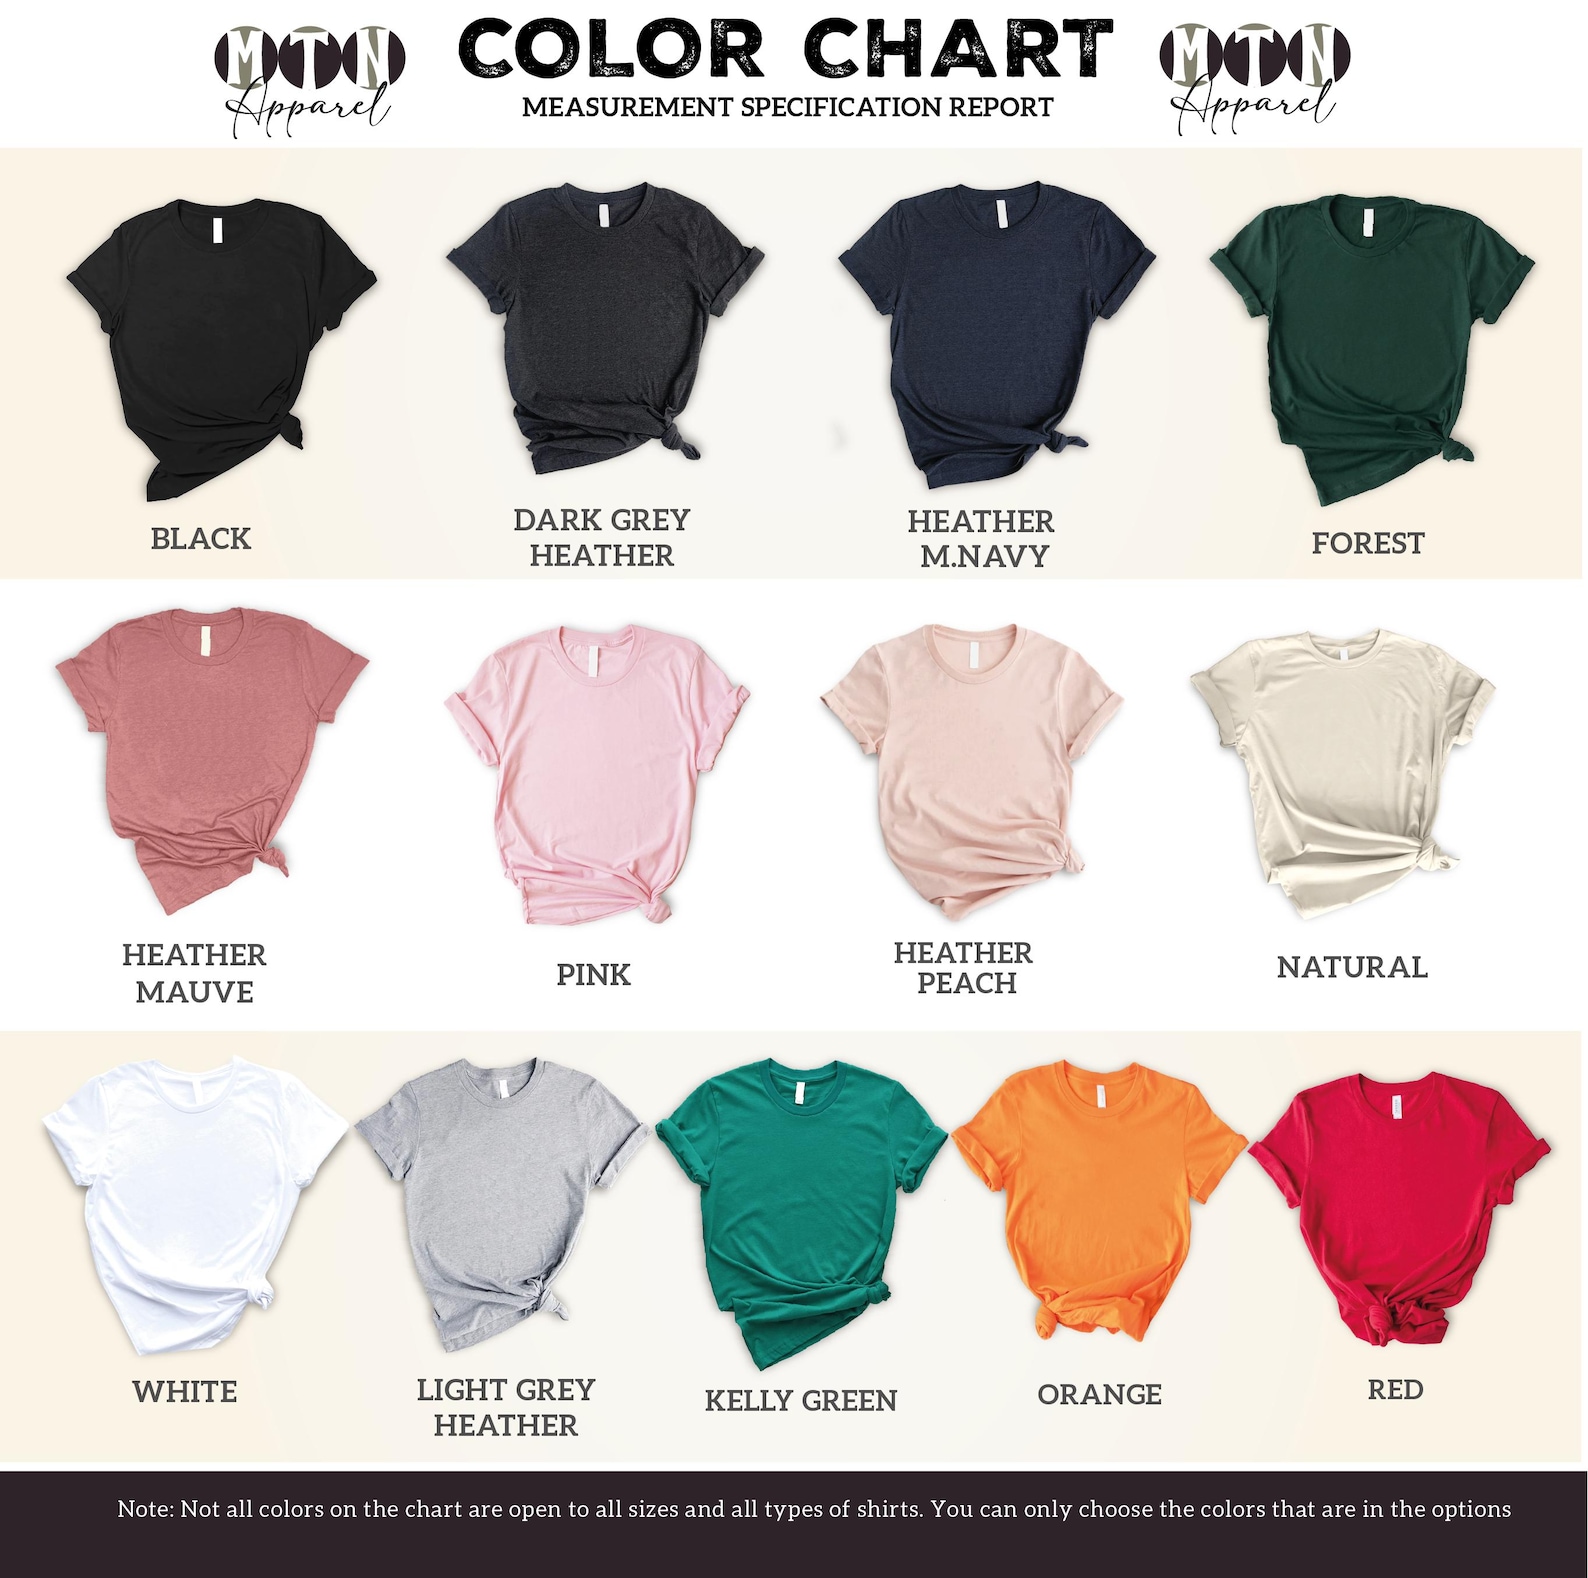 MTN
Apparel
COLOR CHART
MEASUREMENT SPECIFICATION REPORT
MTN
Apparel
BLACK
DARK GREY
HEATHER
HEATHER
M.NAVY
FOREST
HEATHER
MAUVE
PINK
HEATHER
PEACH
NATURAL
WHITE
LIGHT GREY
HEATHER
KELLY GREEN
ORANGE
RED
Note: Not all colors on the chart are open to all sizes and all types of shirts. You can only choose the colors that are in the options